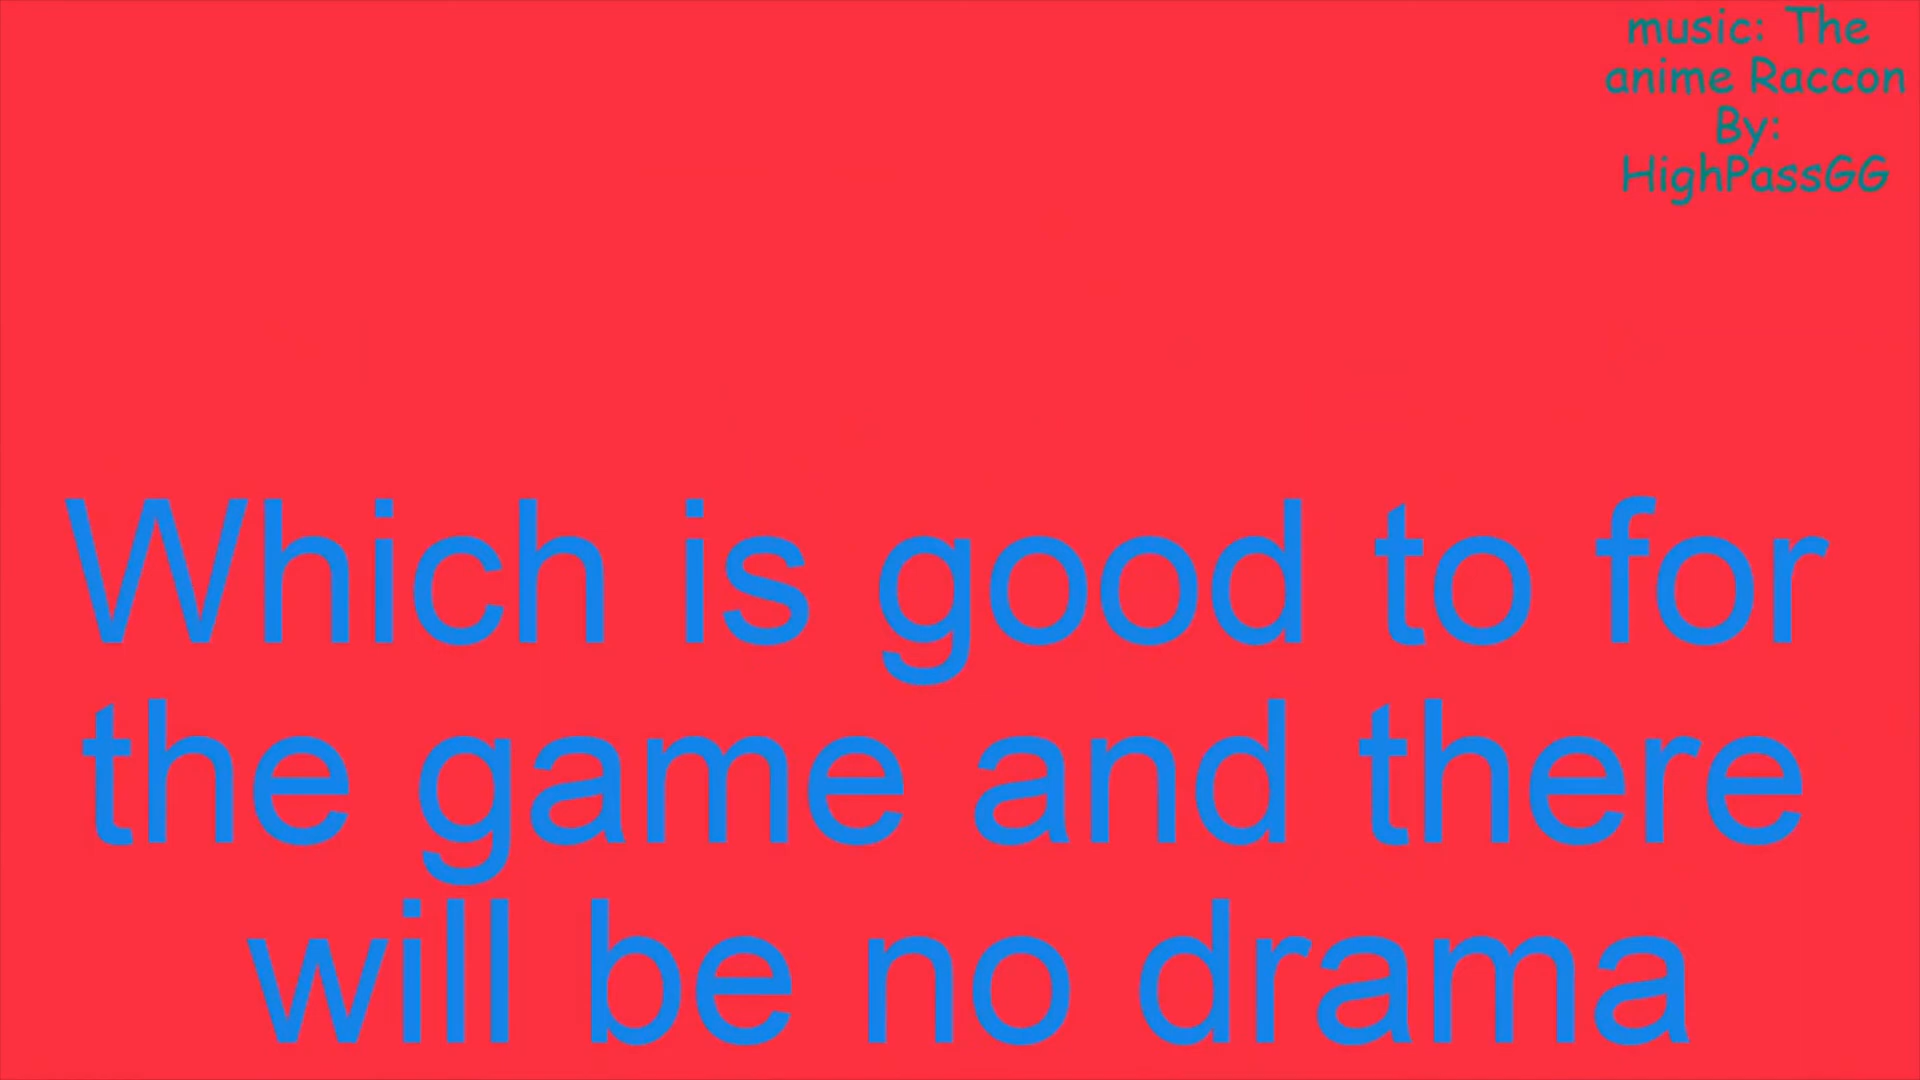 music: The
anime Raccon
By:
HighPassGG
Which is good to for
the game and there
will be no drama